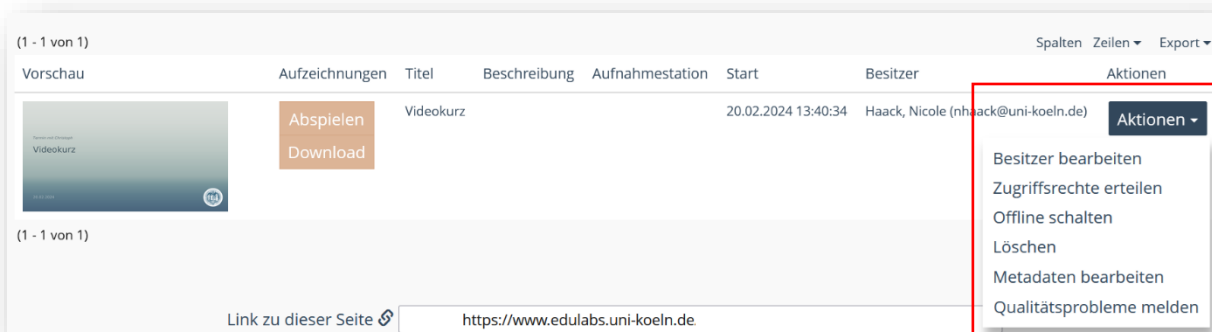 (1 - 1 von 1)
Spalten Zeilen Export
Vorschau Aufzeichnungen Titel Beschreibung Aufnahmestation Start Besitzer Aktionen
Abspielen Videokurz 20.02.2024 13:40:34 Haack, Nicole (nhaack@uni-koeln.de) Aktionen
Download
Videokurz
Besitzer bearbeiten
Zugriffsrechte erteilen
Offline schalten
(1 - 1 von 1)
Löschen
Metadaten bearbeiten
Qualitätsprobleme melden
Link zu dieser Seite https://www.edulabs.uni-koeln.de